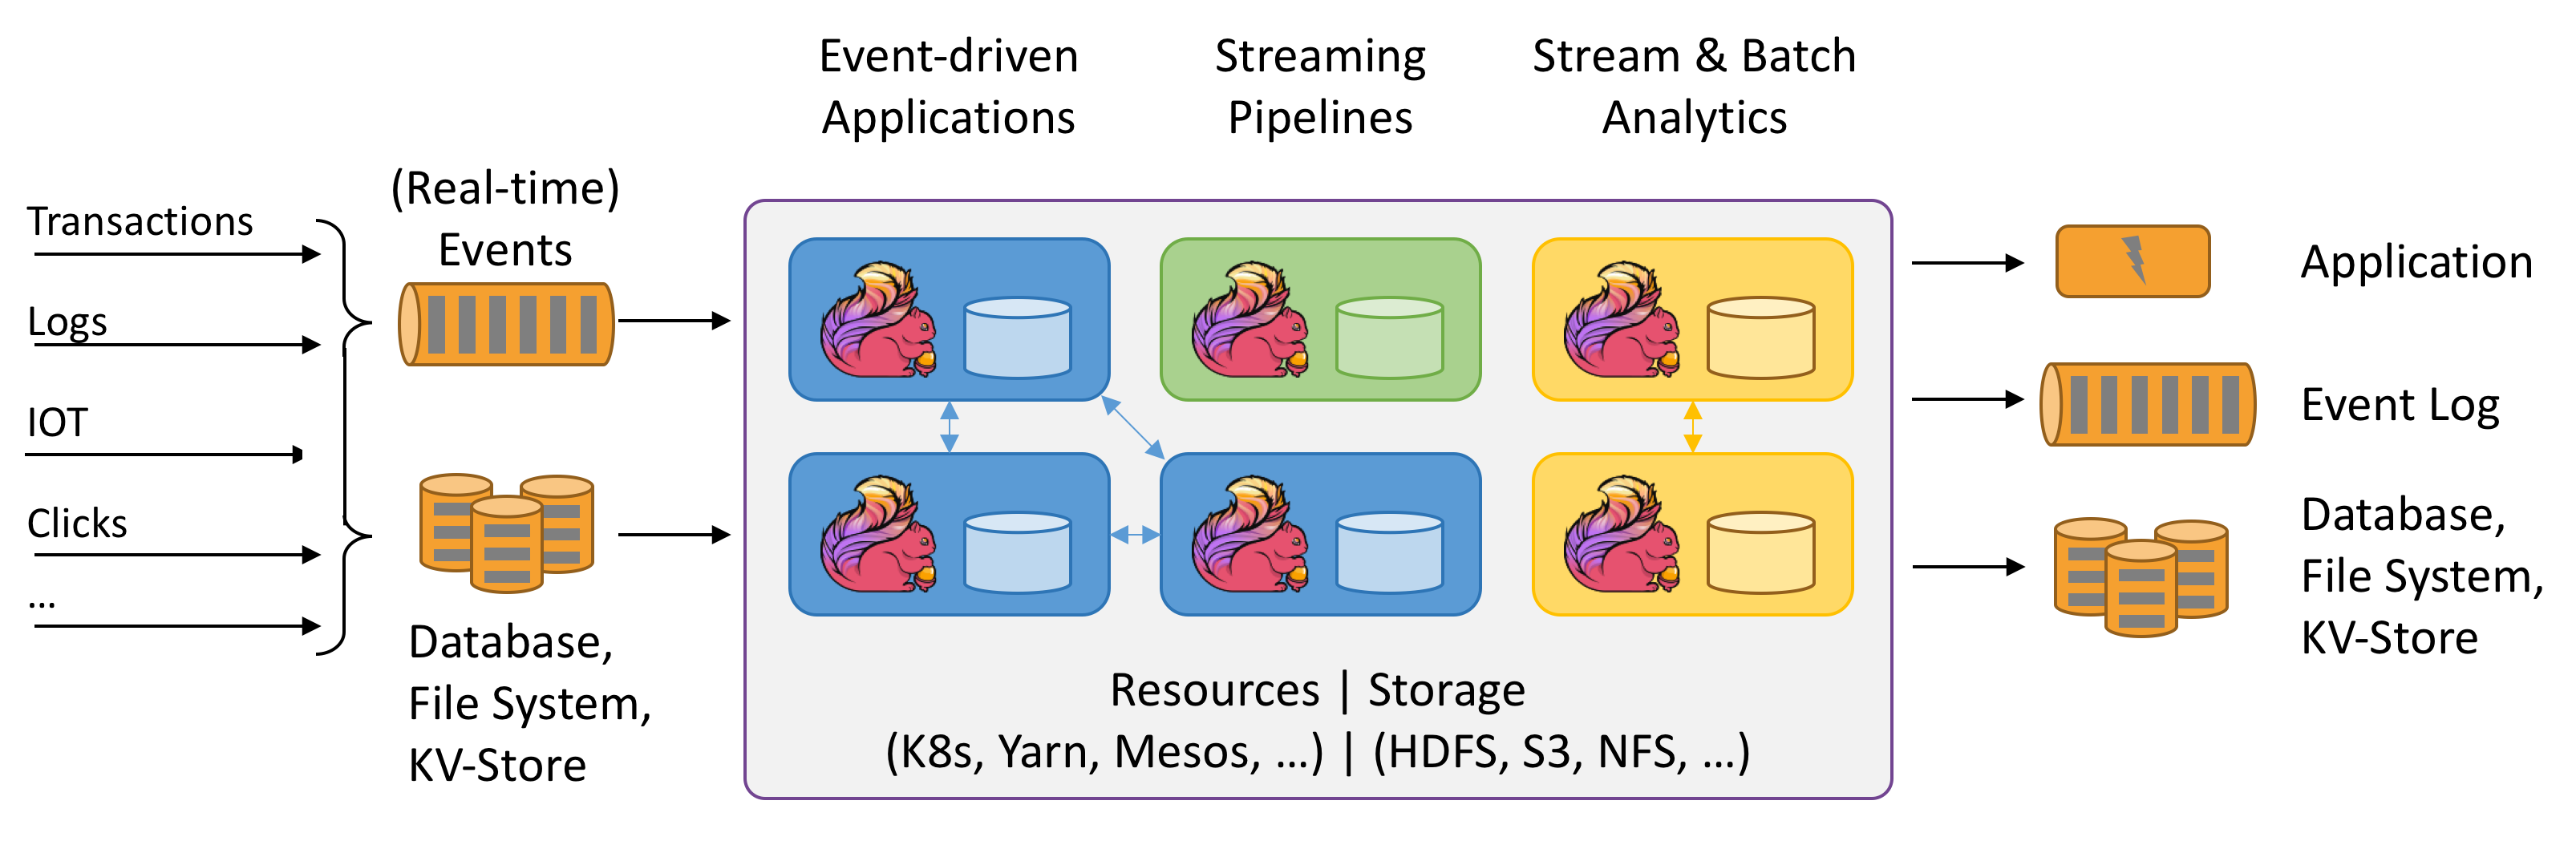 Event-driven
Applications
Streaming
Pipelines
Stream & Batch
Analytics
Transactions
Logs
IOT
Clicks
...
(Real-time)
Events
Database,
File System,
KV-Store
Resources | Storage
(K8s, Yarn, Mesos, ...) | (HDFS, S3, NFS, ...)
Application
Event Log
Database,
File System,
KV-Store